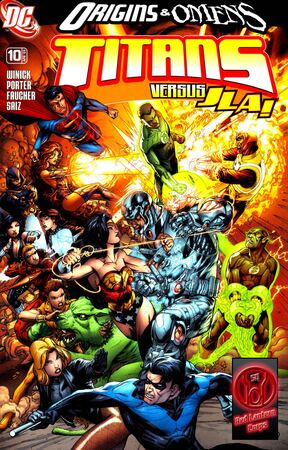 DC
ORIGINS & OMENS
TITANS
VERSUS JLA!
10
WINICK
PORTER
FAUCHER
SAIZ
Red Lantern
Corps